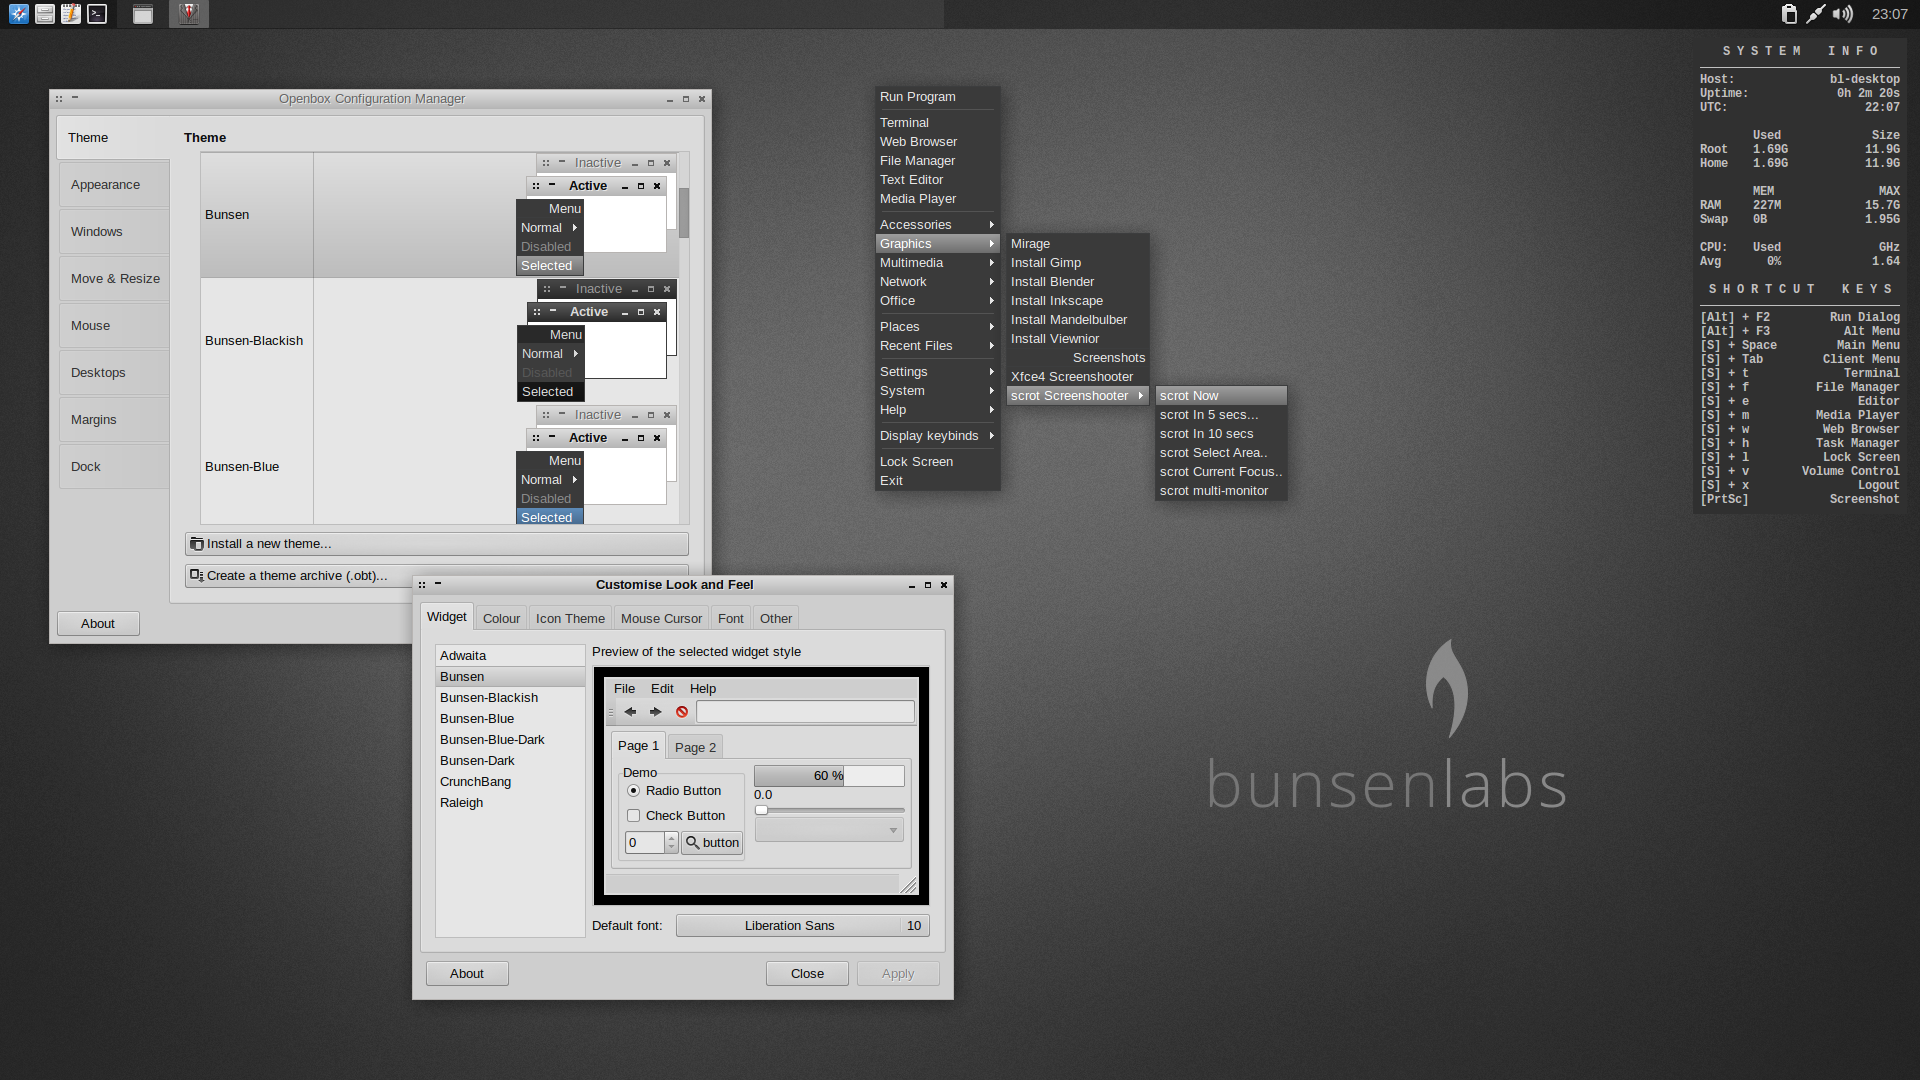 23:07
Openbox Configuration Manager
Theme
Appearance
Windows
Move & Resize
Mouse
Desktops
Margins
Dock
About
Theme
Bunsen
Inactive
Active
Menu
Normal
Disabled
Selected
Bunsen-Blackish
Inactive
Active
Menu
Normal
Disabled
Selected
Bunsen-Blue
Inactive
Active
Menu
Normal
Disabled
Selected
Install a new theme...
Create a theme archive (.obt)...
Customise Look and Feel
Widget Colour Icon Theme Mouse Cursor Font Other
Adwaita
Bunsen
Bunsen-Blackish
Bunsen-Blue
Bunsen-Blue-Dark
Bunsen-Dark
CrunchBang
Raleigh
Preview of the selected widget style
File Edit Help
Page 1 Page 2
Demo
Radio Button
Check Button
0 button
60 %
0.0
Default font: Liberation Sans 10
About Close Apply
Run Program
Terminal
Web Browser
File Manager
Text Editor
Media Player
Accessories
Graphics
Multimedia
Network
Office
Places
Recent Files
Settings
System
Help
Display keybinds
Lock Screen
Exit
Mirage
Install Gimp
Install Blender
Install Inkscape
Install Mandelbulber
Install Viewnior
Screenshots
Xfce4 Screenshooter
scrot Screenshooter
scrot Now
scrot In 5 secs...
scrot In 10 secs
scrot Select Area..
scrot Current Focus..
scrot multi-monitor
SYSTEM INFO
Host: bl-desktop
Uptime: 0h 2m 20s
UTC: 22:07
Used Size
Root 1.69G 11.9G
Home 1.69G 11.9G
MEM MAX
RAM 227M 15.7G
Swap 0B 1.95G
CPU: Used GHz
Avg 0% 1.64
SHORTCUT KEYS
[Alt] + F2 Run Dialog
[Alt] + F3 Alt Menu
[S] + Space Main Menu
[S] + Tab Client Menu
[S] + t Terminal
[S] + f File Manager
[S] + e Editor
[S] + m Media Player
[S] + w Web Browser
[S] + h Task Manager
[S] + l Lock Screen
[S] + v Volume Control
[S] + x Logout
[PrtSc] Screenshot
bunsenlabs